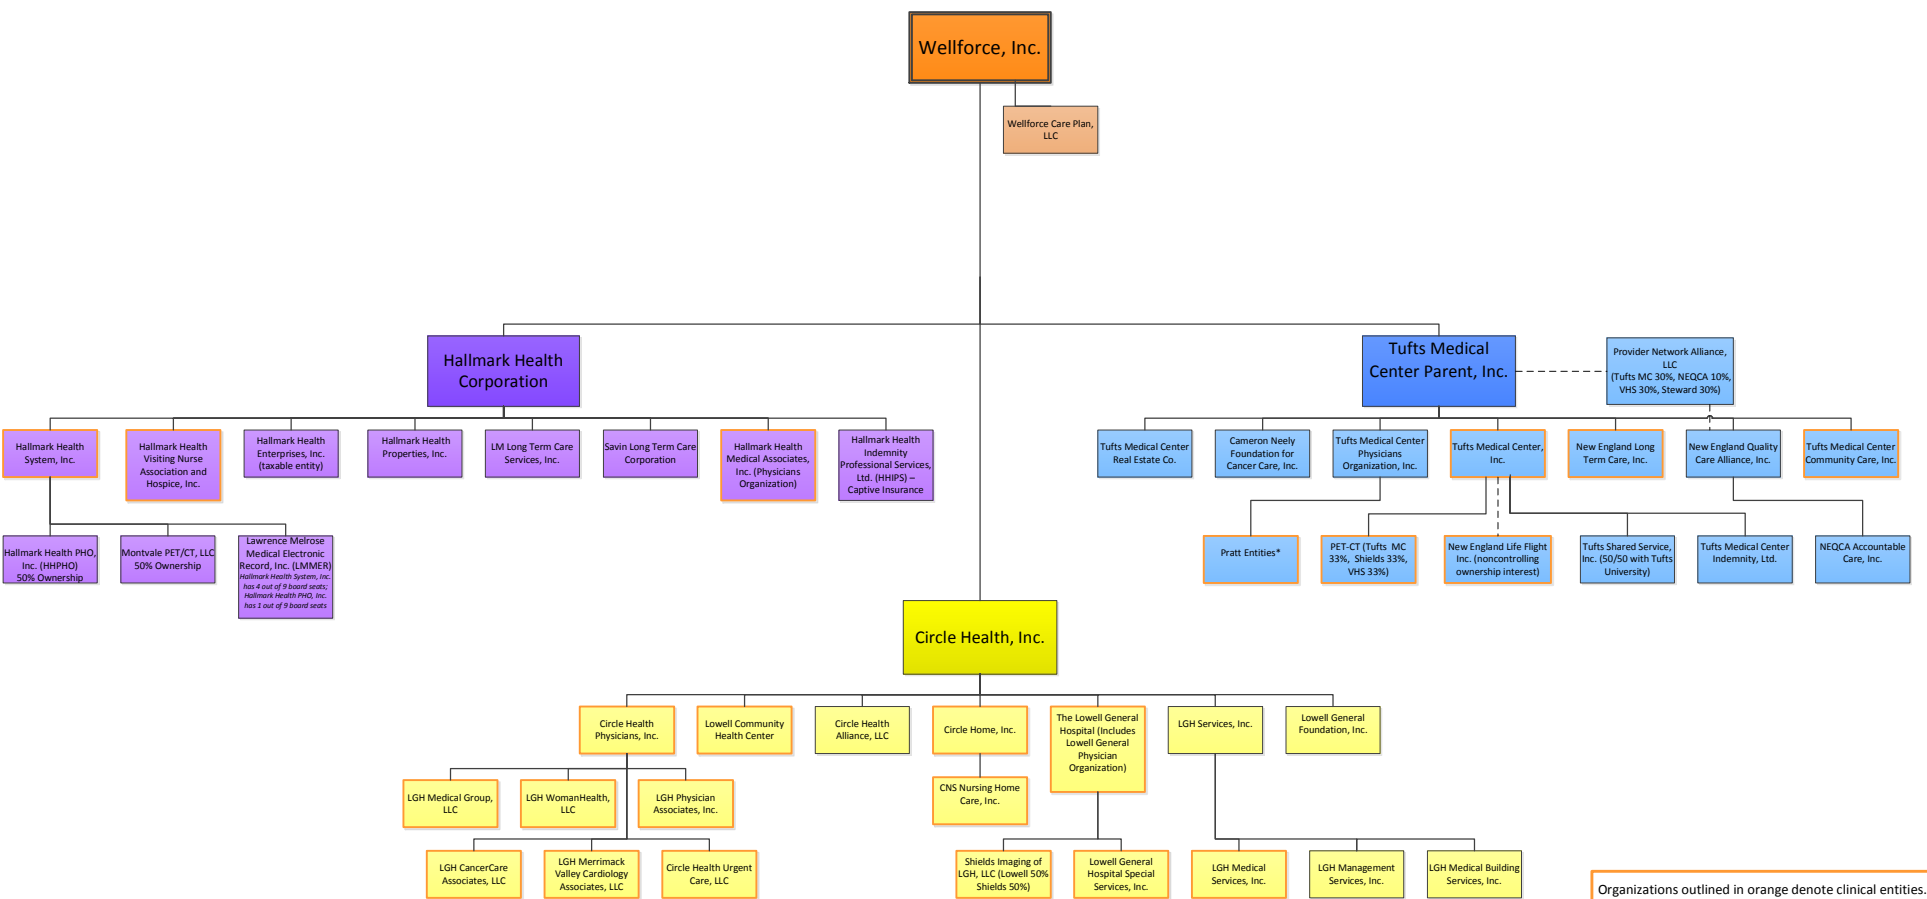 Wellforce, Inc.
Wellforce Care Plan,
LLC
Hallmark Health
Corporation
Tufts Medical
Center Parent, Inc.
Provider Network Alliance,
LLC
(Tufts MC 30%, NEQCA 10%,
VHS 30%, Steward 30%)
Hallmark Health
System, Inc.
Hallmark Health
Visiting Nurse
Association and
Hospice, Inc.
Hallmark Health
Enterprises, Inc.
(taxable entity)
Hallmark Health
Properties, Inc.
LM Long Term Care
Services, Inc.
Savin Long Term Care
Corporation
Hallmark Health
Medical Associates,
Inc. (Physicians
Organization)
Hallmark Health
Indemnity
Professional Services,
Ltd. (HHIPS) –
Captive Insurance
Tufts Medical Center
Real Estate Co.
Cameron Neely
Foundation for
Cancer Care, Inc.
Tufts Medical Center
Physicians
Organization, Inc.
Tufts Medical Center,
Inc.
New England Long
Term Care, Inc.
New England Quality
Care Alliance, Inc.
Tufts Medical Center
Community Care, Inc.
Hallmark Health PHO,
Inc. (HHPHO)
50% Ownership
Montvale PET/CT, LLC
50% Ownership
Lawrence Melrose
Medical Electronic
Record, Inc. (LMMER)
Hallmark Health System, Inc.
has 4 out of 9 board seats;
Hallmark Health PHO, Inc.
has 1 out of 9 board seats
Pratt Entities*
PET-CT (Tufts MC
33%, Shields 33%,
VHS 33%)
New England Life Flight
Inc. (noncontrolling
ownership interest)
Tufts Shared Service,
Inc. (50/50 with Tufts
University)
Tufts Medical Center
Indemnity, Ltd.
NEQCA Accountable
Care, Inc.
Circle Health, Inc.
Circle Health
Physicians, Inc.
Lowell Community
Health Center
Circle Health
Alliance, LLC
Circle Home, Inc.
The Lowell General
Hospital (Includes
Lowell General
Physician
Organization)
LGH Services, Inc.
Lowell General
Foundation, Inc.
LGH Medical Group,
LLC
LGH WomanHealth,
LLC
LGH Physician
Associates, Inc.
CNS Nursing Home
Care, Inc.
LGH CancerCare
Associates, LLC
LGH Merrimack
Valley Cardiology
Associates, LLC
Circle Health Urgent
Care, LLC
Shields Imaging of
LGH, LLC (Lowell 50%
Shields 50%)
Lowell General
Hospital Special
Services, Inc.
LGH Medical
Services, Inc.
LGH Management
Services, Inc.
LGH Medical Building
Services, Inc.
Organizations outlined in orange denote clinical entities.